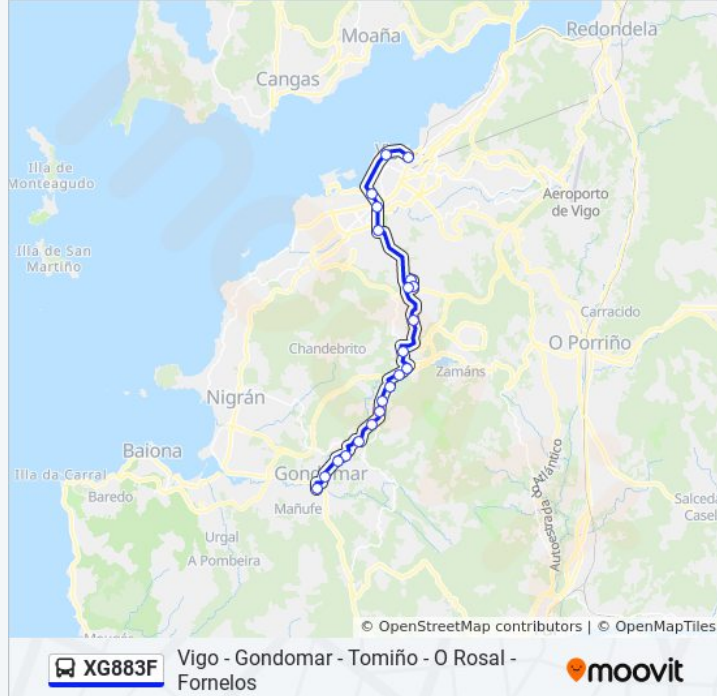 Moaña
Redondela
Cangas
Illa de
Monteagudo
Aeroporto
de Vigo
Illa de San
Martiño
Carracido
Chandebrito
O Porriño
Zamáns
Nigrán
Baiona
Illa da Carral
Gondomar
Baredo
Mañufe
Autoestrada do Atlántico
Salceda
Casel
Urgal
A Pombeira
© OpenStreetMap contributors | © OpenMapTiles
XG883F
Vigo - Gondomar - Tomiño - O Rosal -
Fornelos
moovit